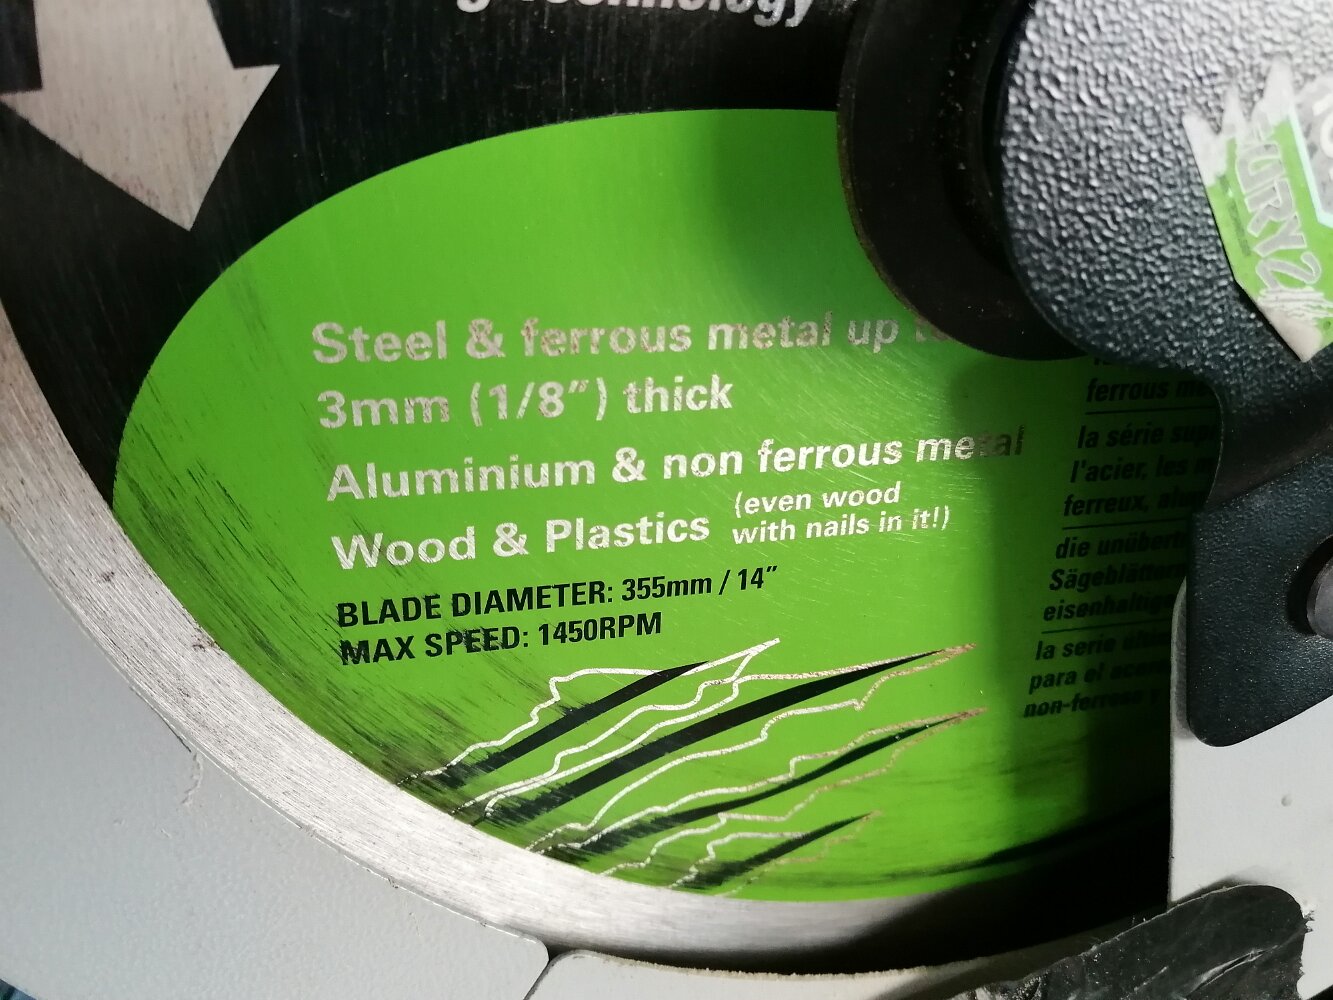 technology
Steel & ferrous metal up to
3mm (1/8") thick
Aluminium & non ferrous metal
Wood & Plastics (even wood
with nails in it!)
BLADE DIAMETER: 355mm / 14"
MAX SPEED: 1450RPM
ferrous
la série
l'acier, les
ferreux,
die
Sägeblätter
la serie
para el
non-ferroso y